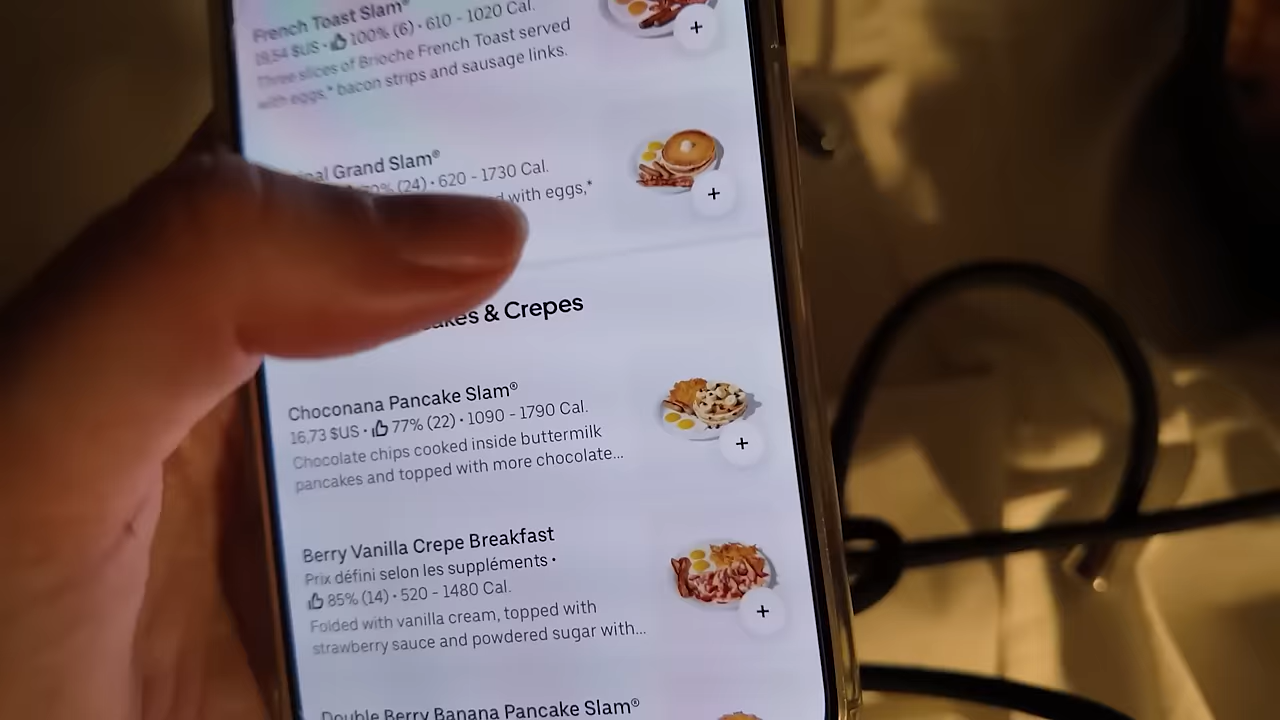 French Toast Slam®
18,54 $US • 100% (6) • 610 - 1020 Cal.
Three slices of Brioche French Toast served
with eggs,* bacon strips and sausage links.
Grand Slam®
(24) • 620 - 1730 Cal.
with eggs,*
& Crepes
Choconana Pancake Slam®
16,73 $US • 77% (22) • 1090 - 1790 Cal.
Chocolate chips cooked inside buttermilk
pancakes and topped with more chocolate...
Berry Vanilla Crepe Breakfast
Prix défini selon les suppléments •
85% (14) • 520 - 1480 Cal.
Folded with vanilla cream, topped with
strawberry sauce and powdered sugar with...
Double Berry Banana Pancake Slam®